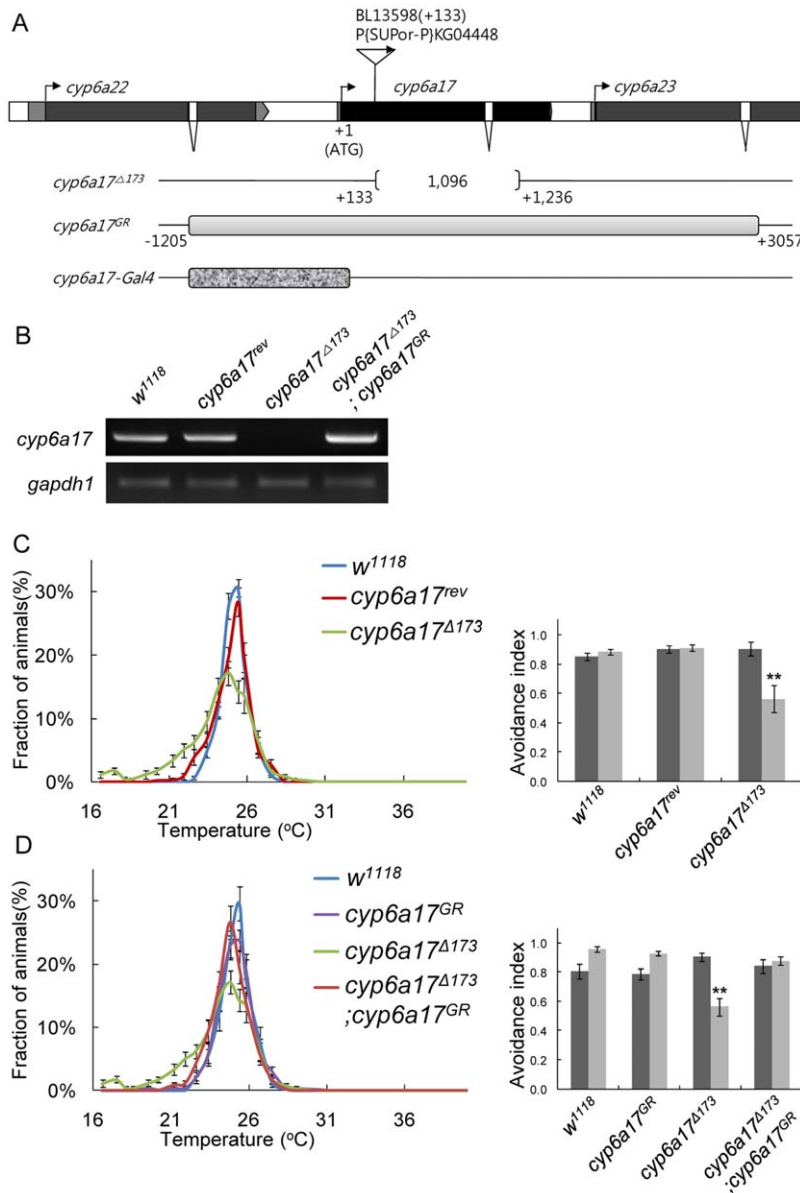 A
BL13598(+133)
P{SUPor-P}KG04448
cyp6a22
cyp6a17
cyp6a23
+1
(ATG)
cyp6a17Δ173
1,096
+133
+1,236
cyp6a17GR
-1205
+3057
cyp6a17-Gal4
B
w1118
cyp6a17rev
cyp6a17Δ173
cyp6a17Δ173
; cyp6a17GR
cyp6a17
gapdh1
C
Fraction of animals(%)
30%
20%
10%
0%
16 21 26 31 36
Temperature (oC)
w1118
cyp6a17rev
cyp6a17Δ173
Avoidance index
1.0
0.8
0.6
0.4
0.2
0.0
**
w1118
cyp6a17rev
cyp6a17Δ173
D
Fraction of animals(%)
30%
20%
10%
0%
16 21 26 31 36
Temperature (oC)
w1118
cyp6a17GR
cyp6a17Δ173
cyp6a17Δ173
;cyp6a17GR
Avoidance index
1.0
0.8
0.6
0.4
0.2
0.0
**
w1118
cyp6a17GR
cyp6a17Δ173
cyp6a17Δ173
;cyp6a17GR